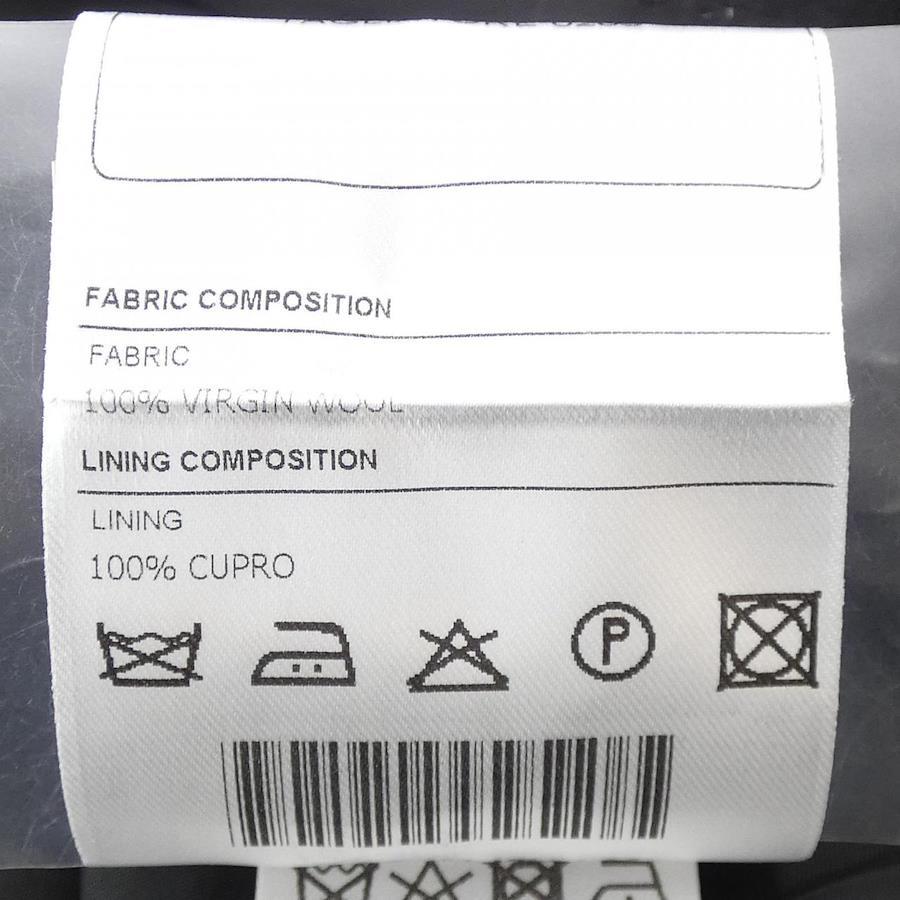 FABRIC COMPOSITION
FABRIC
100% VIRGIN WOOL
LINING COMPOSITION
LINING
100% CUPRO
P